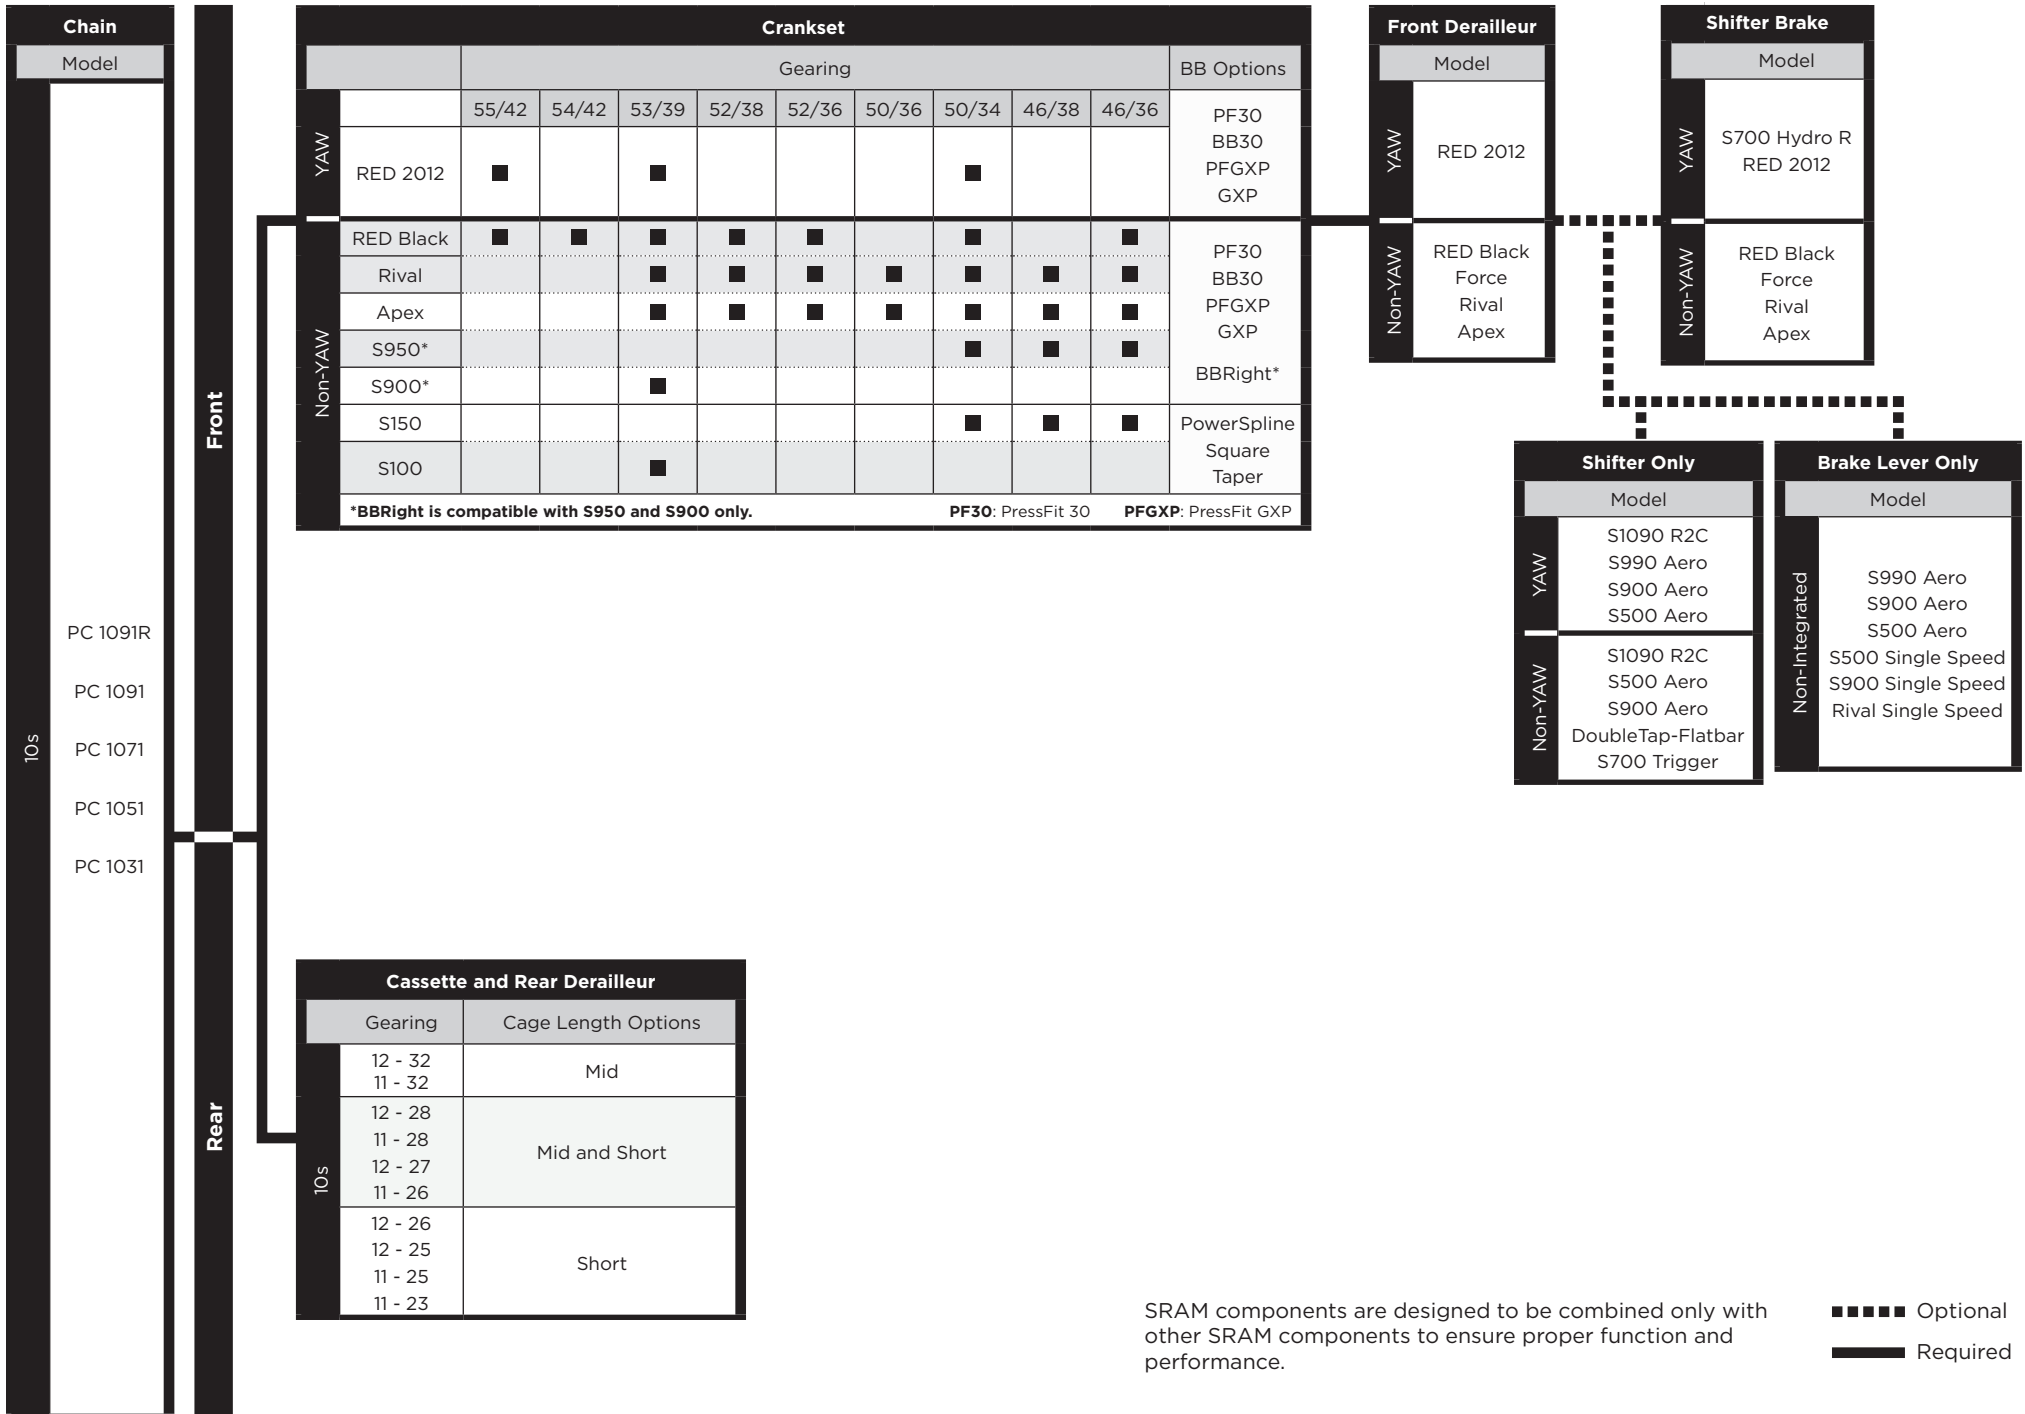 Chain
Model
10s
PC 1091R
PC 1091
PC 1071
PC 1051
PC 1031
Front
Rear
Crankset
Gearing
BB Options
YAW
55/42 54/42 53/39 52/38 52/36 50/36 50/34 46/38 46/36
RED 2012 ■ ■ ■
PF30
BB30
PFGXP
GXP
Non-YAW
RED Black ■ ■ ■ ■ ■ ■ ■
Rival ■ ■ ■ ■ ■ ■ ■
Apex ■ ■ ■ ■ ■ ■ ■
S950* ■ ■ ■
S900* ■
S150 ■ ■ ■
S100 ■
PF30
BB30
PFGXP
GXP
BBRight*
PowerSpline
Square
Taper
*BBRight is compatible with S950 and S900 only. PF30: PressFit 30 PFGXP: PressFit GXP
Front Derailleur
Model
YAW
RED 2012
Non-YAW
RED Black
Force
Rival
Apex
Shifter Brake
Model
YAW
S700 Hydro R
RED 2012
Non-YAW
RED Black
Force
Rival
Apex
Shifter Only
Model
YAW
S1090 R2C
S990 Aero
S900 Aero
S500 Aero
Non-YAW
S1090 R2C
S500 Aero
S900 Aero
DoubleTap-Flatbar
S700 Trigger
Brake Lever Only
Model
Non-Integrated
S990 Aero
S900 Aero
S500 Aero
S500 Single Speed
S900 Single Speed
Rival Single Speed
Cassette and Rear Derailleur
Gearing
Cage Length Options
10s
12 - 32
11 - 32
Mid
12 - 28
11 - 28
12 - 27
11 - 26
Mid and Short
12 - 26
12 - 25
11 - 25
11 - 23
Short
SRAM components are designed to be combined only with
other SRAM components to ensure proper function and
performance.
Optional
Required